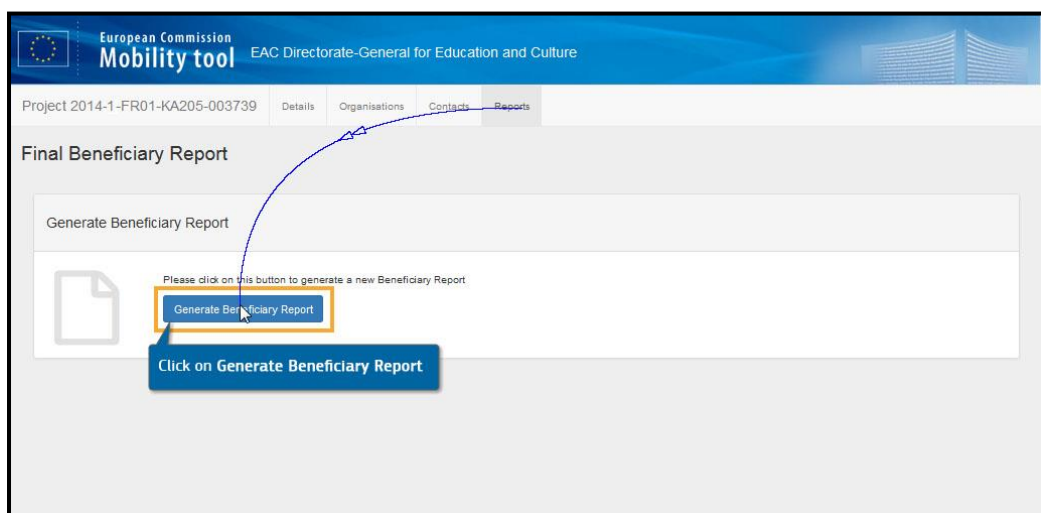 European Commission
Mobility tool EAC Directorate-General for Education and Culture
Project 2014-1-FR01-KA205-003739 Details Organisations Contacts Reports
Final Beneficiary Report
Generate Beneficiary Report
Please click on this button to generate a new Beneficiary Report
Generate Beneficiary Report
Click on Generate Beneficiary Report